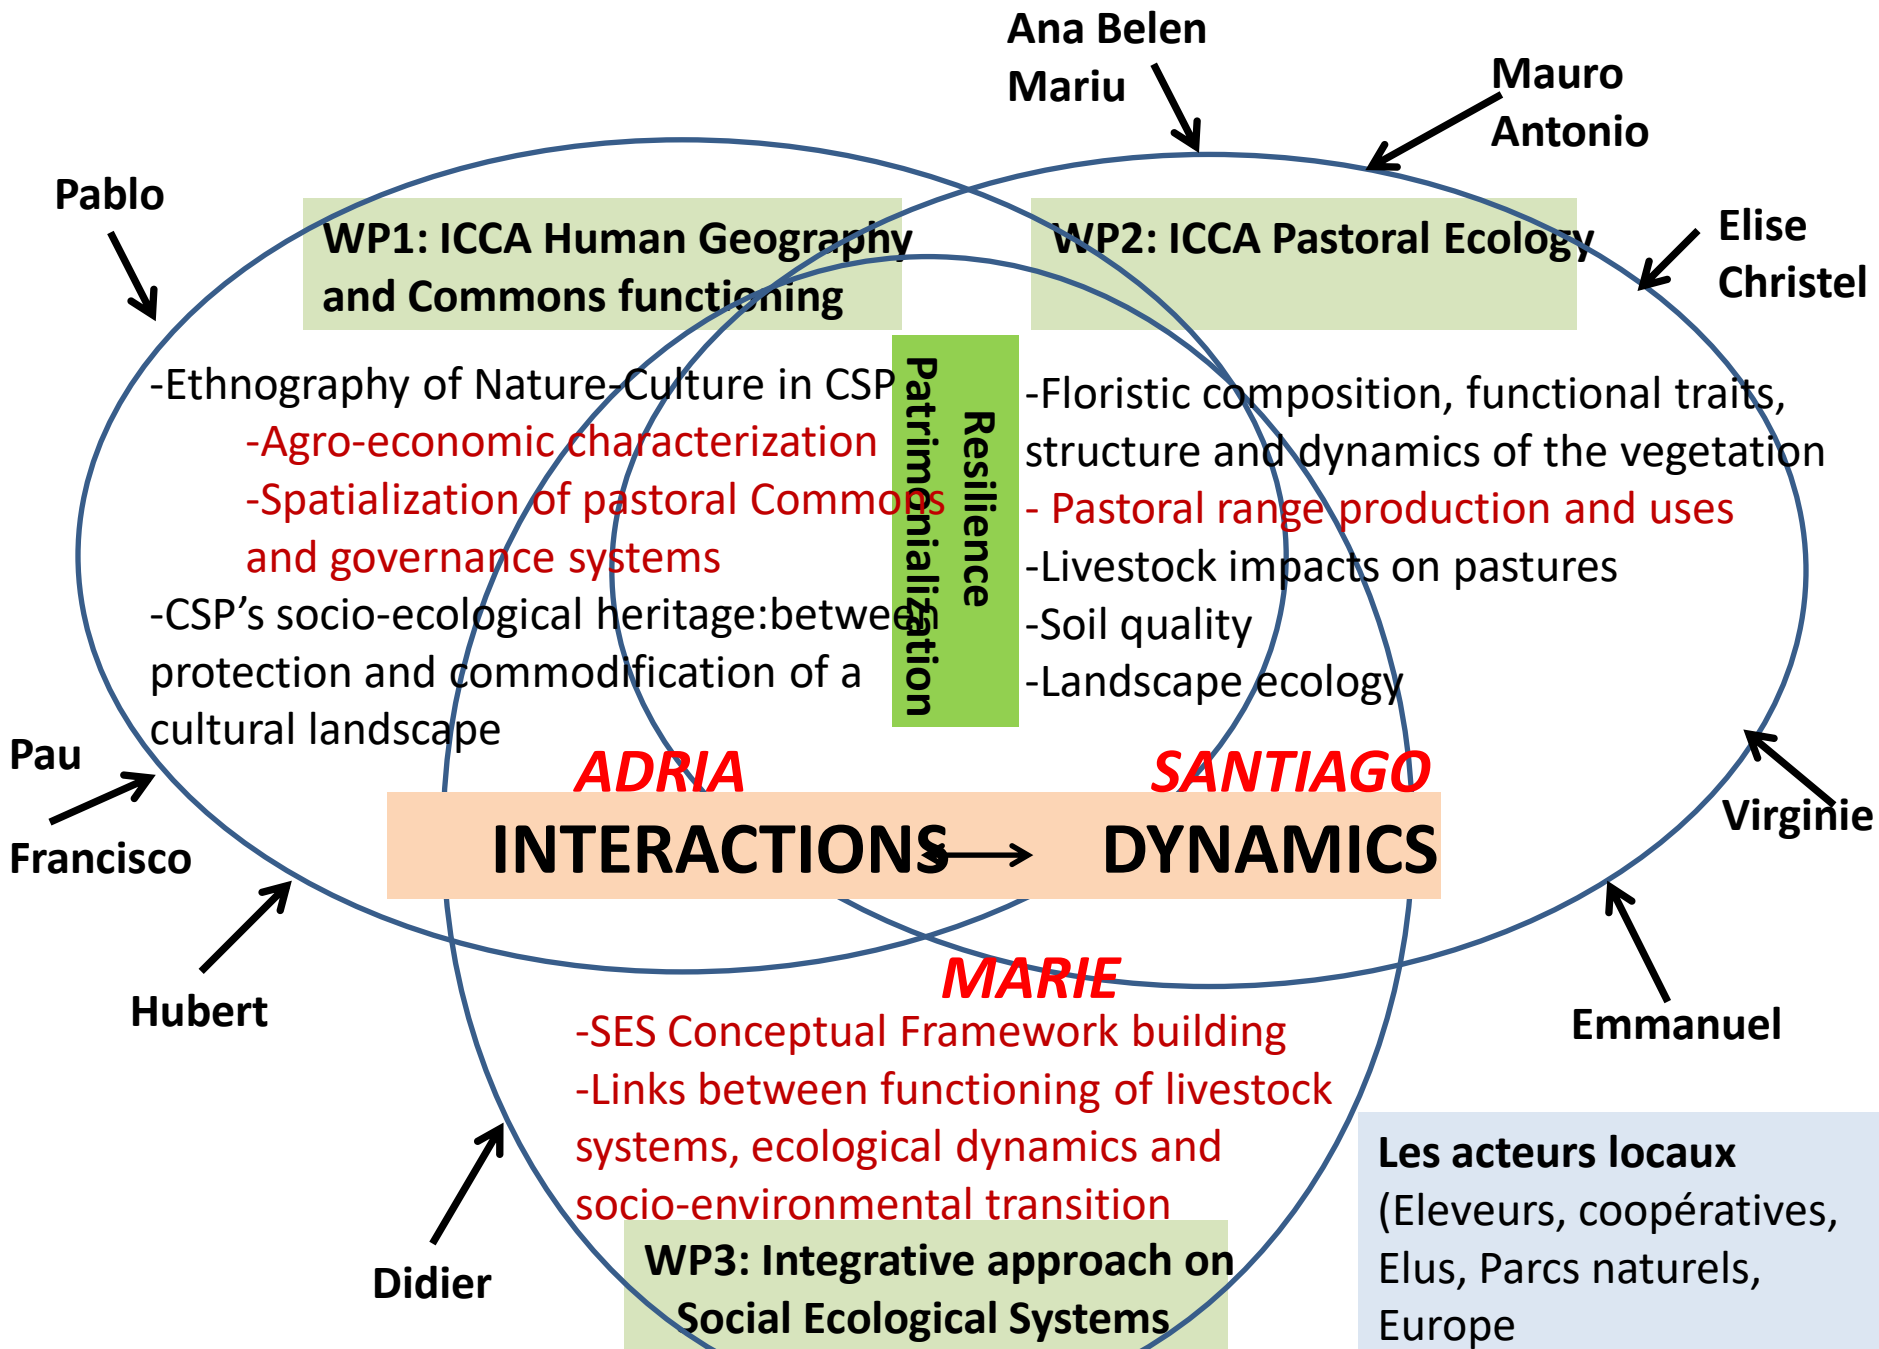 Ana Belen
Mariu
Mauro
Antonio
Pablo
Elise
Christel
WP1: ICCA Human Geography
and Commons functioning
WP2: ICCA Pastoral Ecology
-Ethnography of Nature-Culture in CSP
-Agro-economic characterization
-Spatialization of pastoral Commons
and governance systems
-CSP’s socio-ecological heritage:between
protection and commodification of a
cultural landscape
Resilience
Patrimonialization
-Floristic composition, functional traits,
structure and dynamics of the vegetation
- Pastoral range production and uses
-Livestock impacts on pastures
-Soil quality
-Landscape ecology
Pau
Francisco
Hubert
ADRIA
SANTIAGO
INTERACTIONS
DYNAMICS
Virginie
Emmanuel
MARIE
-SES Conceptual Framework building
-Links between functioning of livestock
systems, ecological dynamics and
socio-environmental transition
WP3: Integrative approach on
Social Ecological Systems
Didier
Les acteurs locaux
(Eleveurs, coopératives,
Elus, Parcs naturels,
Europe